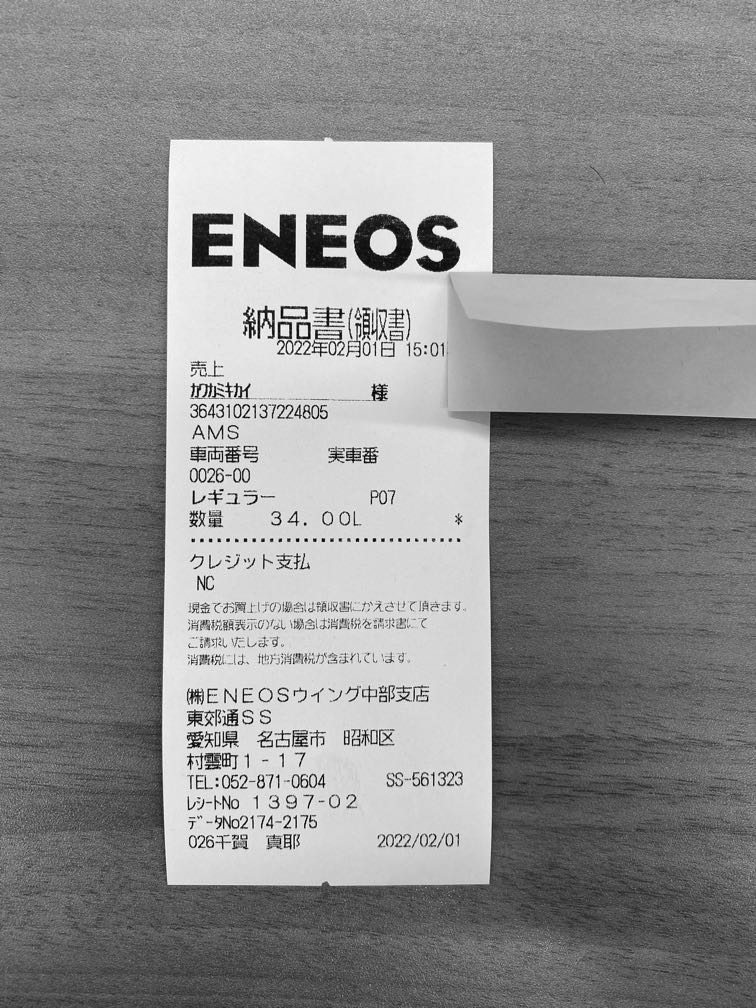 ENEOS
納品書(領収書)
2022年02月01日 15:01
売上
カワカミキカイ 様
3643102137224805
AMS
車両番号 実車番
0026-00
レギュラー P07
数量 34.00L *
クレジット支払
NC
現金でお買上げの場合は領収書にかえさせて頂きます。
消費税額表示のない場合は消費税を請求書にて
ご請求いたします。
消費税には、地方消費税が含まれています。
㈱ENEOSウイング中部支店
東郊通SS
愛知県 名古屋市 昭和区
村雲町1-17
TEL:052-871-0604 SS-561323
レシートNo 1397-02
データNo2174-2175
026千賀 真耶 2022/02/01